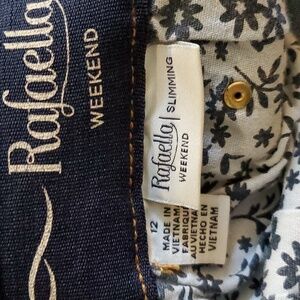 Rafaella
WEEKEND
Rafaella | SLIMMING
WEEKEND
12
MADE IN
VIETNAM
FABRIQUÉ
AU VIETNAM
HECHO EN
VIETNAM